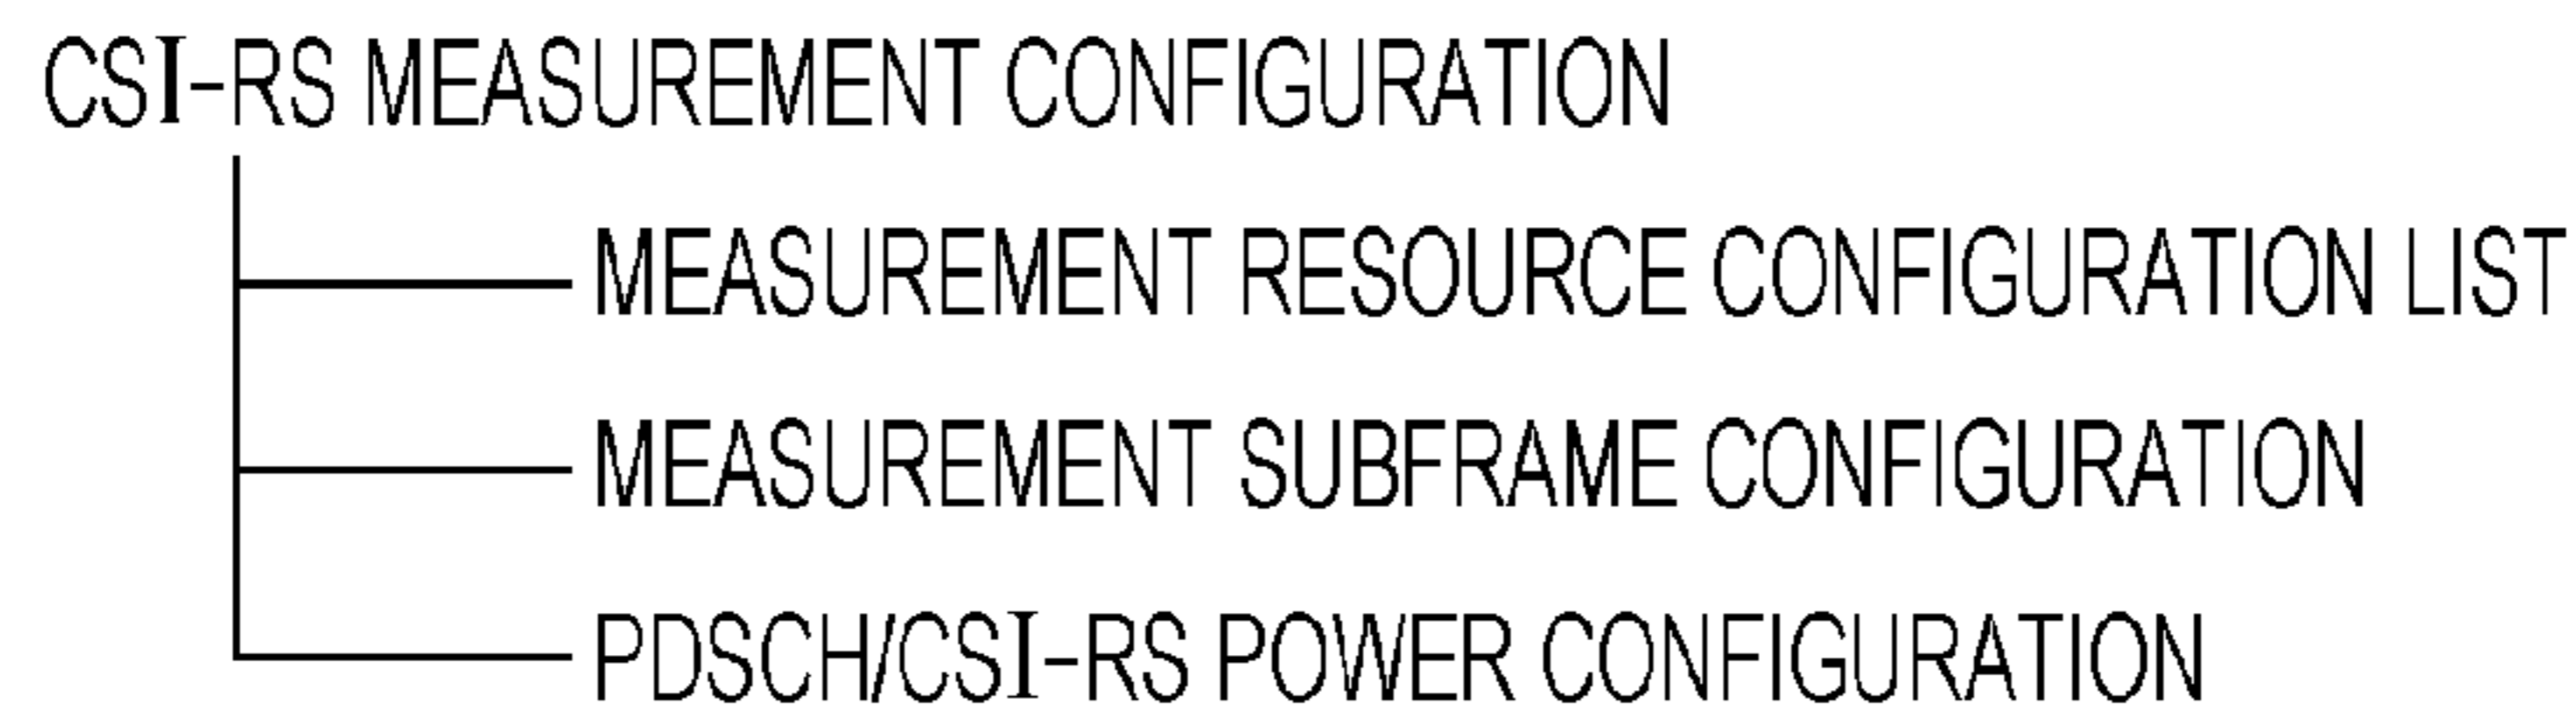 CSI-RS MEASUREMENT CONFIGURATION
MEASUREMENT RESOURCE CONFIGURATION LIST
MEASUREMENT SUBFRAME CONFIGURATION
PDSCH/CSI-RS POWER CONFIGURATION